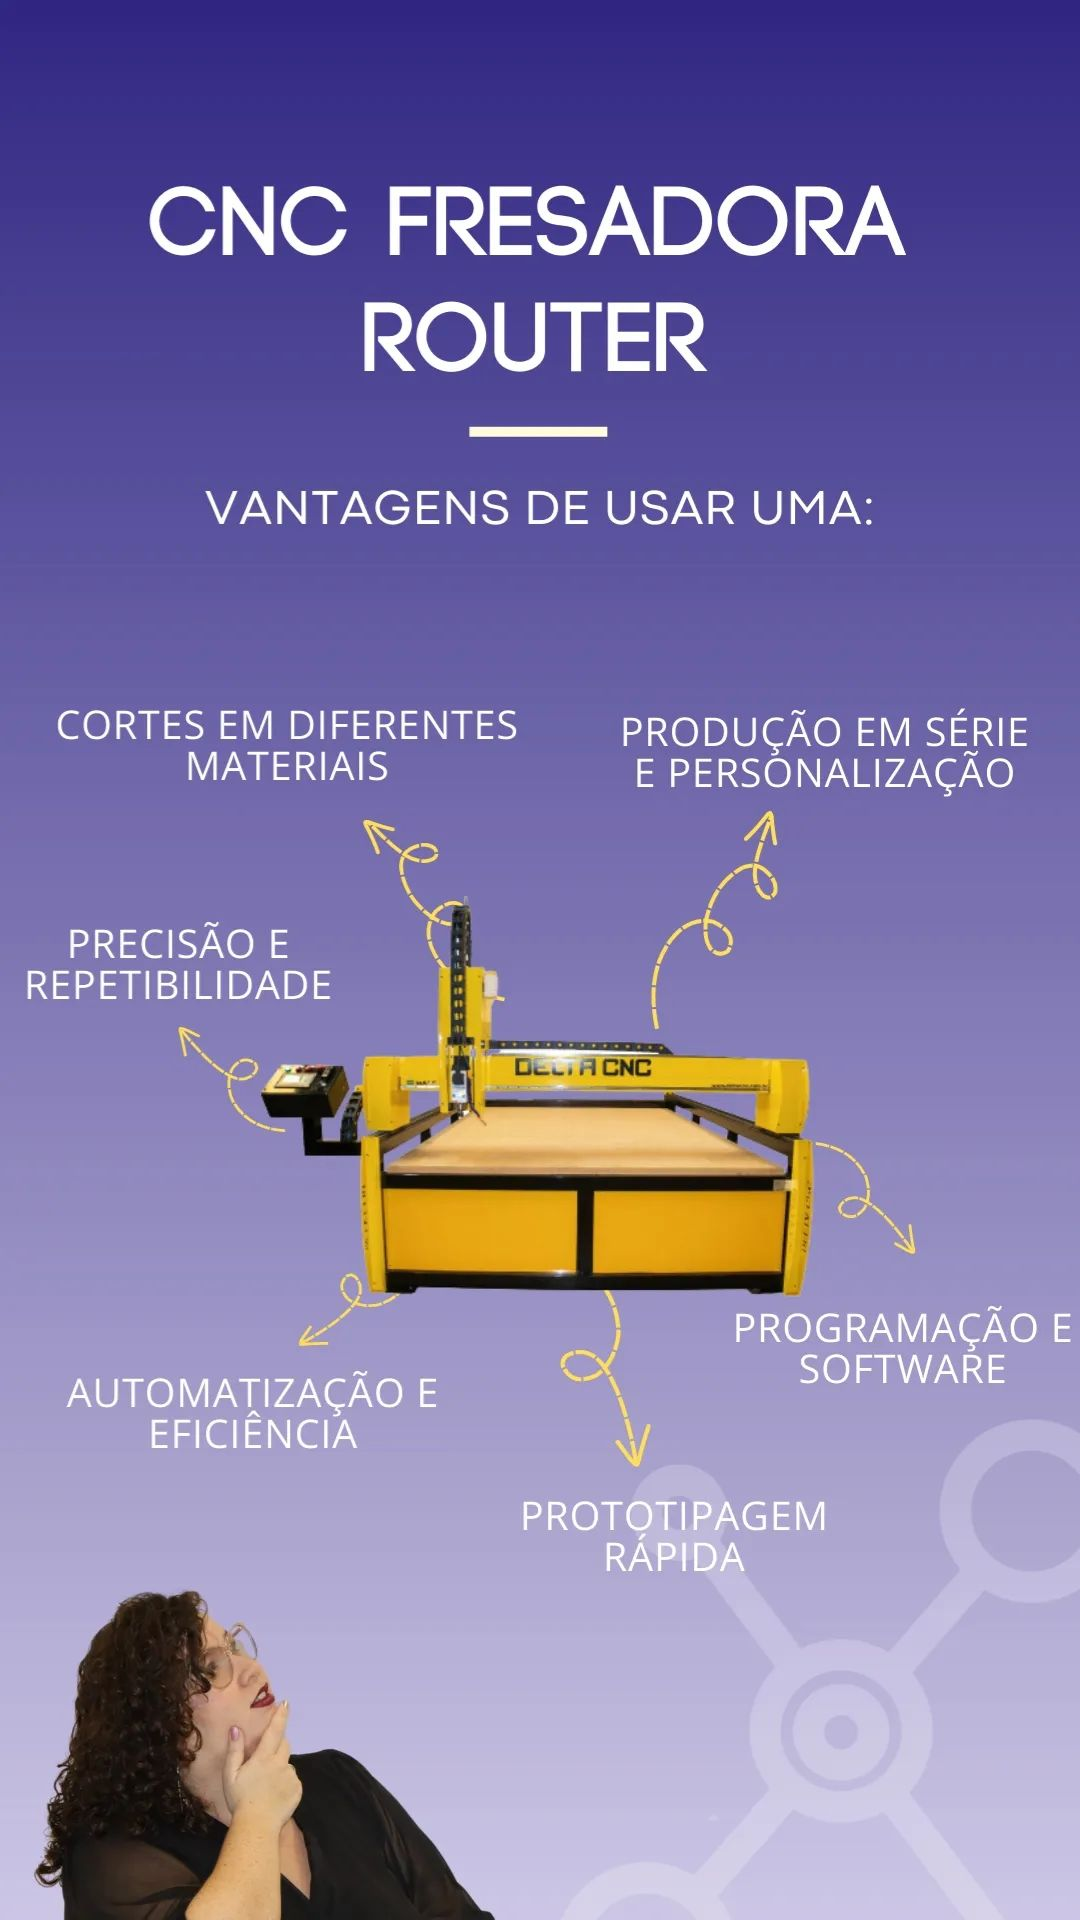 CNC FRESADORA
ROUTER
VANTAGENS DE USAR UMA:
CORTES EM DIFERENTES
MATERIAIS
PRODUÇÃO EM SÉRIE
E PERSONALIZAÇÃO
PRECISÃO E
REPETIBILIDADE
DELTA CNC
PROGRAMAÇÃO E
SOFTWARE
AUTOMATIZAÇÃO E
EFICIÊNCIA
PROTOTIPAGEM
RÁPIDA